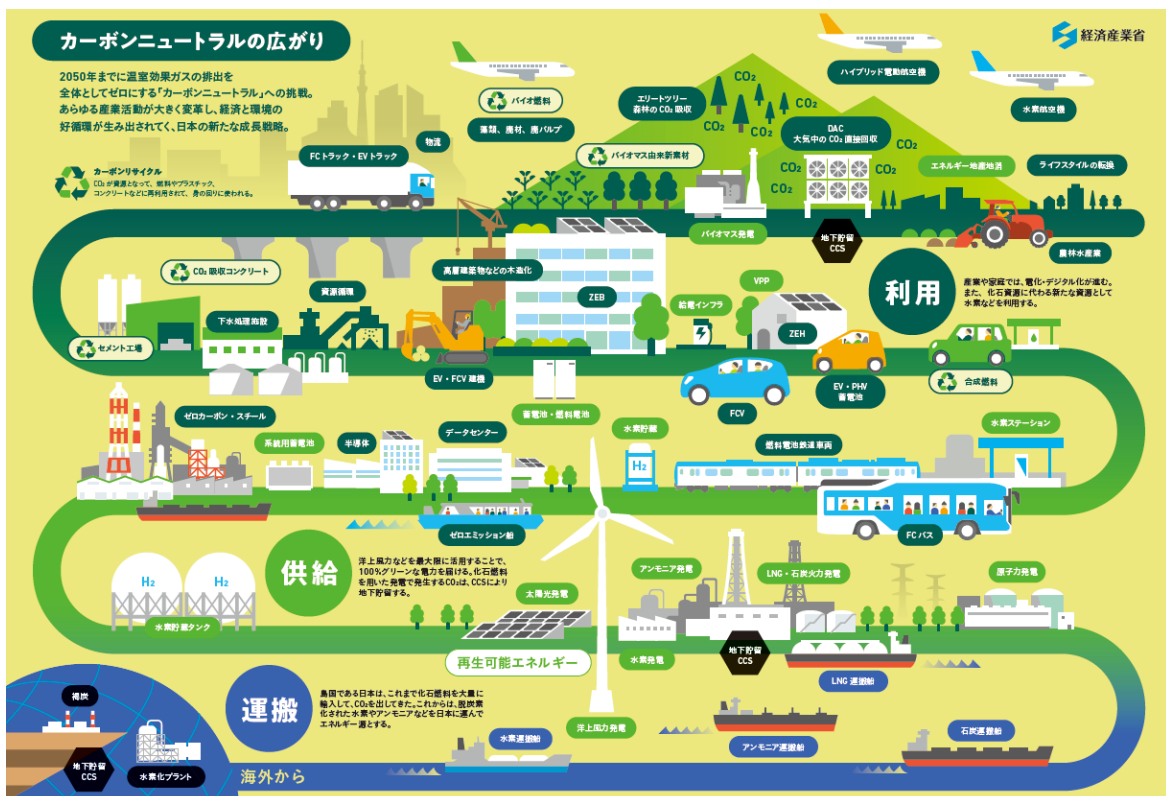 カーボンニュートラルの広がり
経済産業省
2050年までに温室効果ガスの排出を
全体としてゼロにする「カーボンニュートラル」への挑戦。
あらゆる産業活動が大きく変革し、経済と環境の
好循環が生み出されてく、日本の新たな成長戦略。
カーボンリサイクル
CO₂が資源となって、燃料やプラスチック、
コンクリートなどに再利用されて、身の回りに使われる。
FCトラック・EVトラック
物流
バイオ燃料
藻類、廃材、廃パルプ
エリートツリー
森林のCO₂吸収
バイオマス由来新素材
CO₂
CO₂
CO₂
CO₂
CO₂
DAC
大気中のCO₂直接回収
CO₂
CO₂
CO₂
CO₂
CO₂
ハイブリッド電動航空機
水素航空機
エネルギー地産地消
ライフスタイルの転換
バイオマス発電
地下貯留
CCS
農林水産業
利用
産業や家庭では、電化・デジタル化が進む。
また、化石資源に代わる新たな資源として
水素などを利用する。
CO₂吸収コンクリート
資源循環
高層建築物などの木造化
ZEB
給電インフラ
VPP
ZEH
セメント工場
下水処理施設
EV・FCV建機
蓄電池・燃料電池
FCV
EV・PHV
蓄電池
合成燃料
ゼロカーボン・スチール
系統用蓄電池
半導体
データセンター
水素貯蔵
H₂
燃料電池鉄道車両
水素ステーション
ゼロエミッション船
FCバス
供給
洋上風力などを最大限に活用することで、
100%グリーンな電力を届ける。化石燃料
を用いた発電で発生するCO₂は、CCSにより
地下貯留する。
H₂
H₂
水素貯蔵タンク
太陽光発電
再生可能エネルギー
アンモニア発電
LNG・石炭火力発電
原子力発電
水素発電
地下貯留
CCS
LNG運搬船
洋上風力発電
運搬
島国である日本は、これまで化石燃料を大量に
輸入して、CO₂を出してきた。これからは、脱炭素
化された水素やアンモニアなどを日本に運んで
エネルギー源とする。
褐炭
地下貯留
CCS
水素化プラント
海外から
水素運搬船
アンモニア運搬船
石炭運搬船